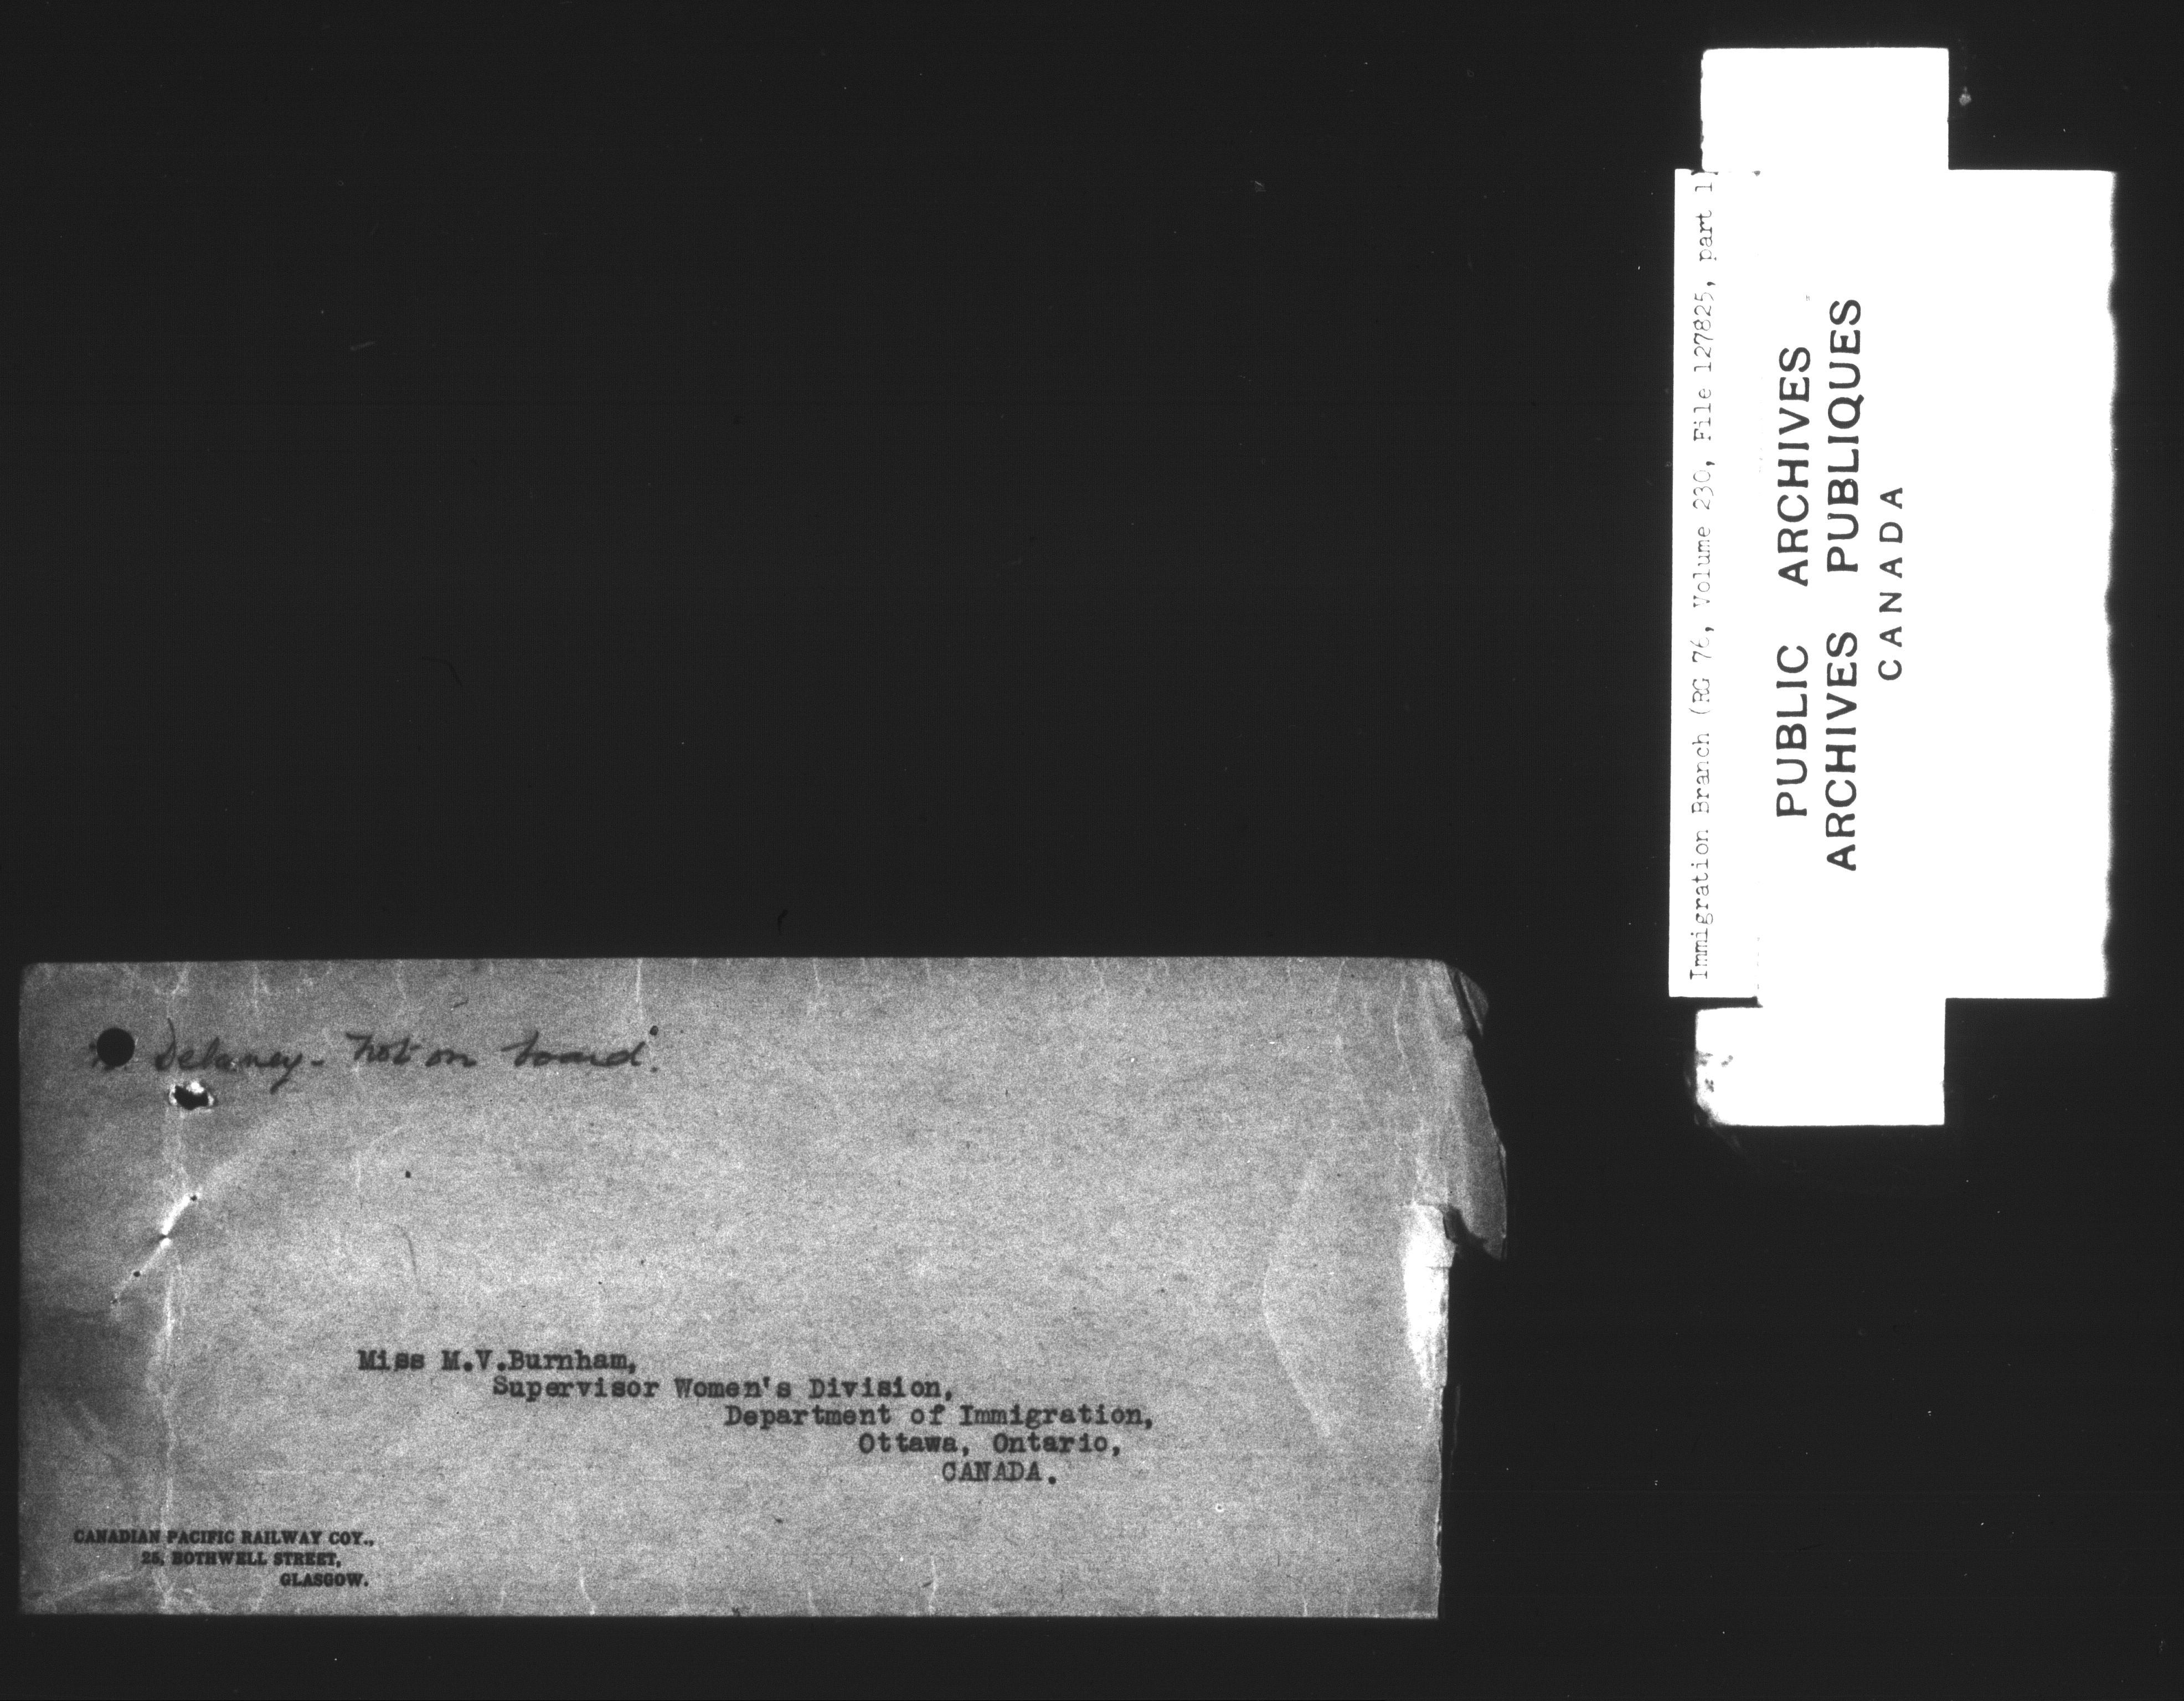 Delaney - Not on board.
Miss M.V.Burnham,
Supervisor Women's Division,
Department of Immigration,
Ottawa, Ontario,
CANADA.
CANADIAN PACIFIC RAILWAY COY.,
25, BOTHWELL STREET,
GLASGOW.
Immigration Branch (RG 76, Volume 230, File 127825, part 1)
PUBLIC ARCHIVES
ARCHIVES PUBLIQUES
CANADA